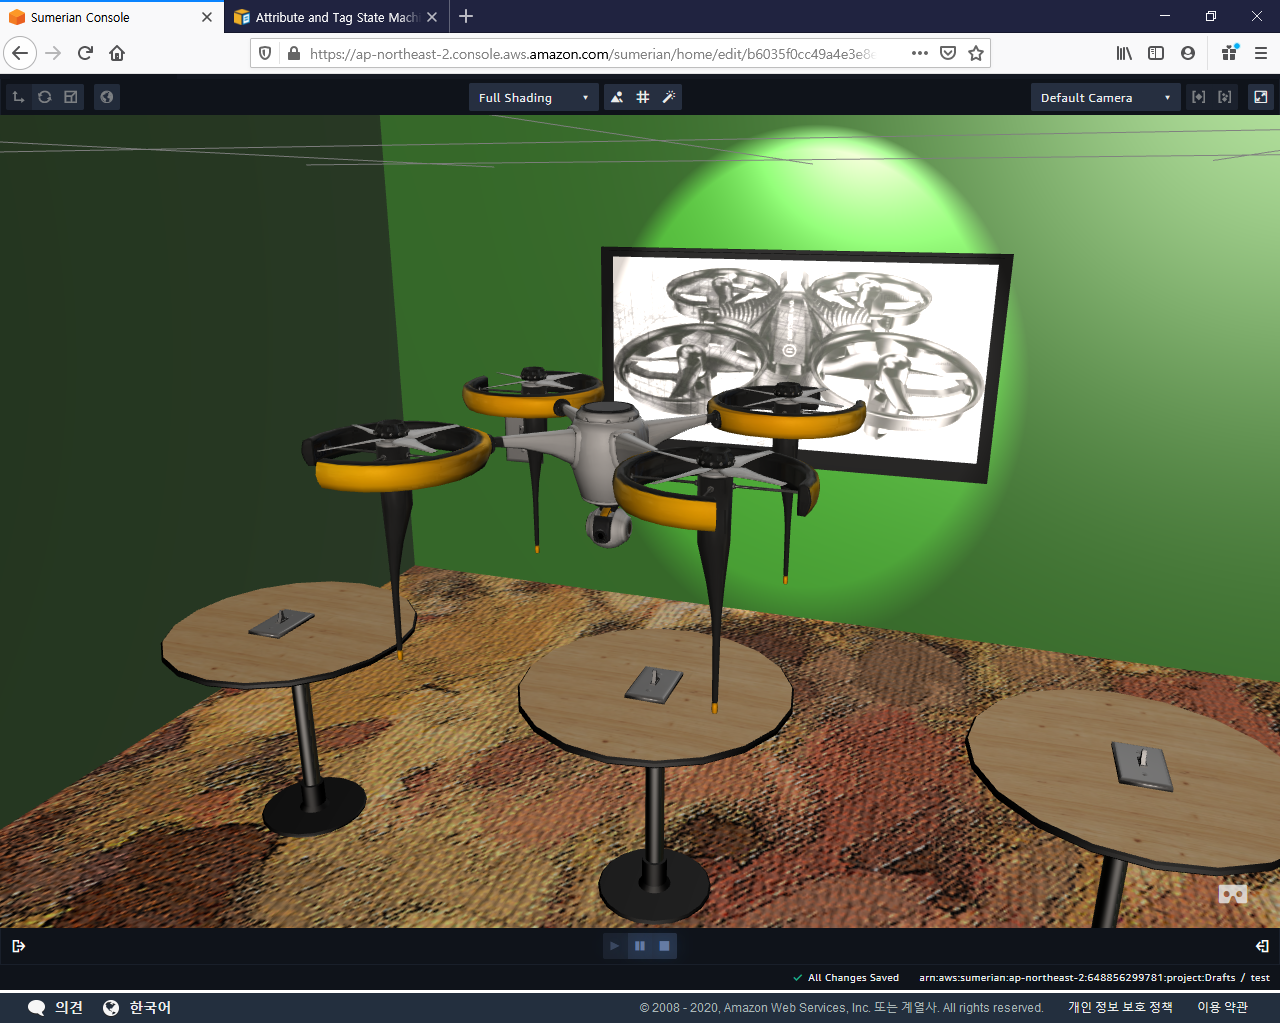 Sumerian Console
Attribute and Tag State Mach
https://ap-northeast-2.console.aws.amazon.com/sumerian/home/edit/b6035f0cc49a4e3e8e
Full Shading
Default Camera
All Changes Saved
arn:aws:sumerian:ap-northeast-2:648856299781:project:Drafts / test
의견
한국어
© 2008 - 2020, Amazon Web Services, Inc. 또는 계열사. All rights reserved.
개인 정보 보호 정책
이용 약관